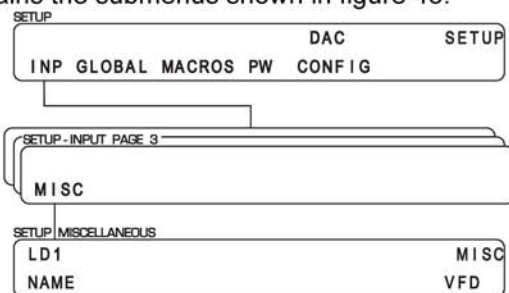 ains the submenus shown in figure
SETUP
DAC SETUP
INP GLOBAL MACROS PW CONFIG
SETUP - INPUT PAGE 3
MISC
SETUP MISCELLANEOUS
LD1 MISC
NAME VFD